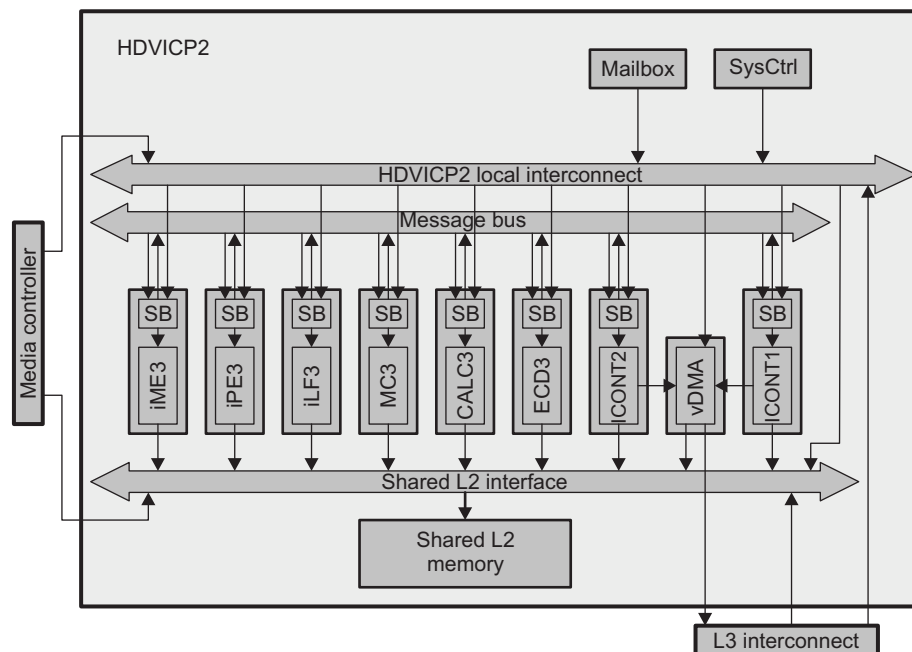 HDVICP2
Mailbox
SysCtrl
HDVICP2 local interconnect
Message bus
Media controller
SB
SB
SB
SB
SB
SB
SB
SB
iME3
iPE3
iLF3
MC3
CALC3
ECD3
ICONT2
vDMA
ICONT1
Shared L2 interface
Shared L2
memory
L3 interconnect